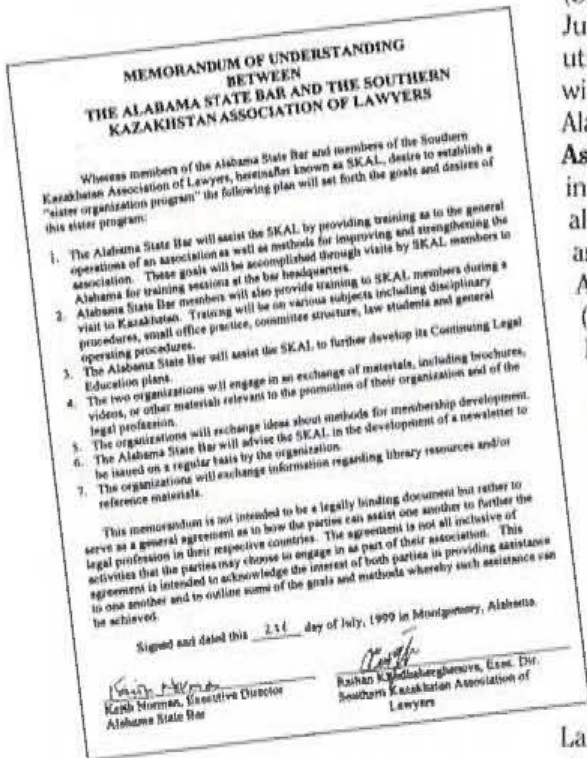 MEMORANDUM OF UNDERSTANDING
BETWEEN
THE ALABAMA STATE BAR AND THE SOUTHERN
KAZAKHSTAN ASSOCIATION OF LAWYERS
Whereas members of the Alabama State Bar and members of the Southern
Kazakhstan Association of Lawyers, hereinafter known as SKAL, desire to establish a
"sister organization program" the following plan will set forth the goals and desires of
this sister program:
1. The Alabama State Bar will assist the SKAL by providing training as to the general
operations of an association as well as methods for improving and strengthening the
association. These goals will be accomplished through visits by SKAL members to
Alabama for training sessions at the bar headquarters.
2. Alabama State Bar members will also provide training to SKAL members during a
visit to Kazakhstan. Training will be on various subjects including disciplinary
procedures, small office practice, committee structure, law students and general
operating procedures.
3. The Alabama State Bar will assist the SKAL to further develop its Continuing Legal
Education plans.
4. The two organizations will engage in an exchange of materials, including brochures,
videos, or other materials relevant to the promotion of their organization and of the
legal profession.
5. The organizations will exchange ideas about methods for membership development.
6. The Alabama State Bar will advise the SKAL in the development of a newsletter to
be issued on a regular basis by the organization.
7. The organizations will exchange information regarding library resources and/or
reference materials.
This memorandum is not intended to be a legally binding document but rather to
serve as a general agreement as to how the parties can assist one another to further the
legal profession in their respective countries. The agreement is not all inclusive of
activities that the parties may choose to engage in as part of their association. This
agreement is intended to acknowledge the interest of both parties in providing assistance
to one another and to outline some of the goals and methods whereby such assistance can
be achieved.
Signed and dated this day of July, 1999 in Montgomery, Alabama.
Keith Norman
Keith Norman, Executive Director
Alabama State Bar
Raihan Exec. Dir.
Southern Kazakhstan Association of
Lawyers
Ju
ut
wi
Ala
As
in
al
as
A
(
La